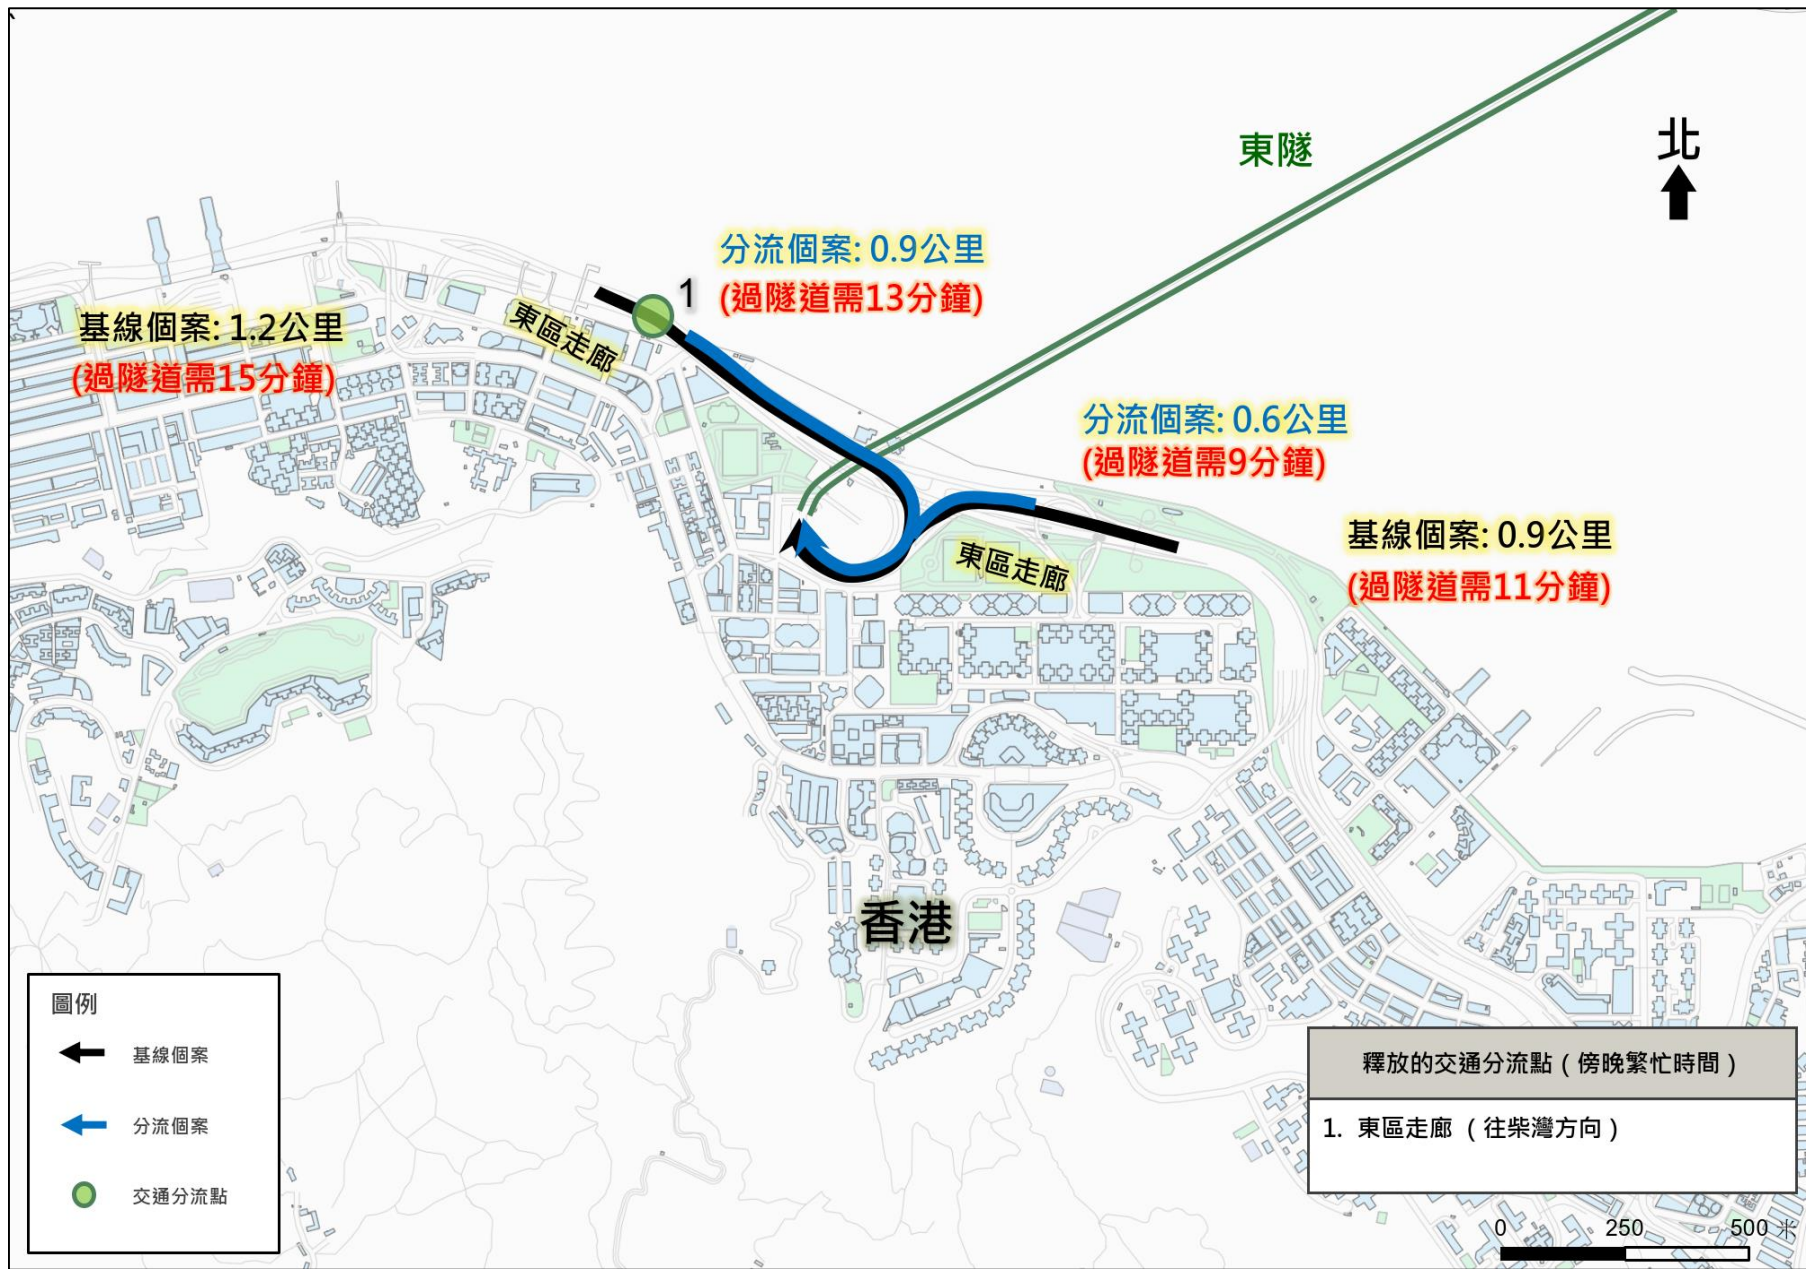 東隧
北
分流個案: 0.9公里
(過隧道需13分鐘)
1
基線個案: 1.2公里
(過隧道需15分鐘)
東區走廊
分流個案: 0.6公里
(過隧道需9分鐘)
基線個案: 0.9公里
(過隧道需11分鐘)
東區走廊
香港
圖例
基線個案
分流個案
交通分流點
釋放的交通分流點 ( 傍晚繁忙時間 )
1. 東區走廊 ( 往柴灣方向 )
0 250 500 米